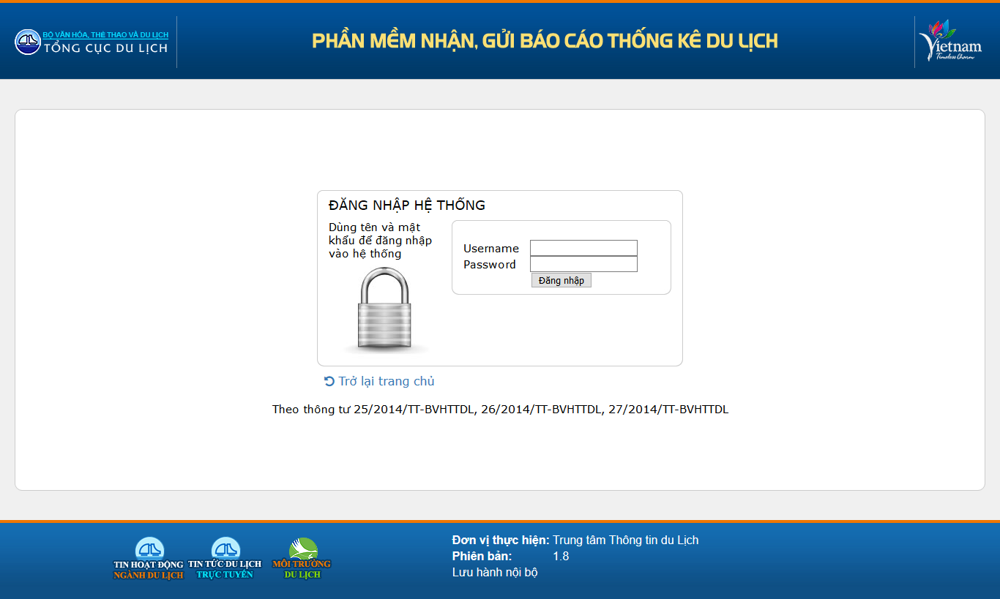 BỘ VĂN HÓA, THỂ THAO VÀ DU LỊCH
TỔNG CỤC DU LỊCH
PHẦN MỀM NHẬN, GỬI BÁO CÁO THỐNG KÊ DU LỊCH
Vietnam
Timeless Charm
ĐĂNG NHẬP HỆ THỐNG
Dùng tên và mật
khẩu để đăng nhập
vào hệ thống
Username
Password
Đăng nhập
Trở lại trang chủ
Theo thông tư 25/2014/TT-BVHTTDL, 26/2014/TT-BVHTTDL, 27/2014/TT-BVHTTDL
TIN HOẠT ĐỘNG
NGÀNH DU LỊCH
TIN TỨC DU LỊCH
TRỰC TUYẾN
MÔI TRƯỜNG
DU LỊCH
Đơn vị thực hiện: Trung tâm Thông tin du Lịch
Phiên bản: 1.8
Lưu hành nội bộ